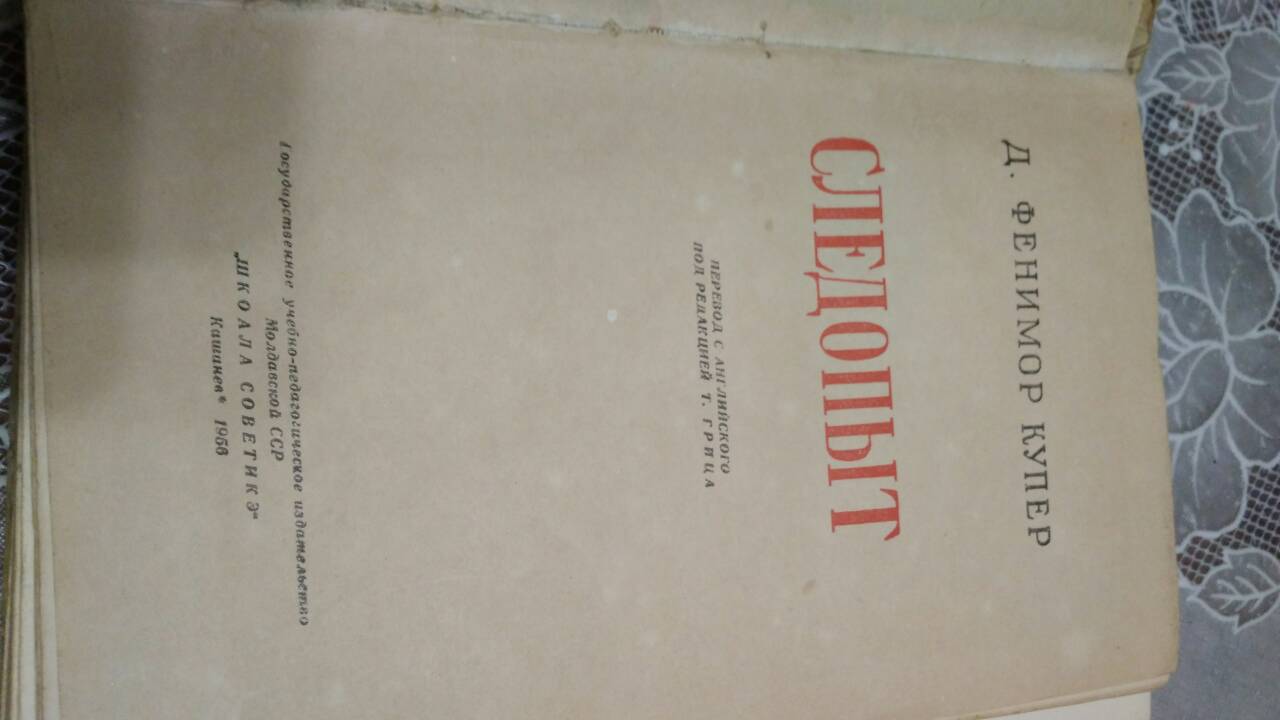 Д. ФЕНИМОР КУПЕР
СЛЕДОПЫТ
ПЕРЕВОД С АНГЛИЙСКОГО
ПОД РЕДАКЦИЕЙ Т. ГРИЦА
Государственное учебно-педагогическое издательство
Молдавской ССР
„ШКОАЛА СОВЕТИКЭ“
Кишинев * 1956